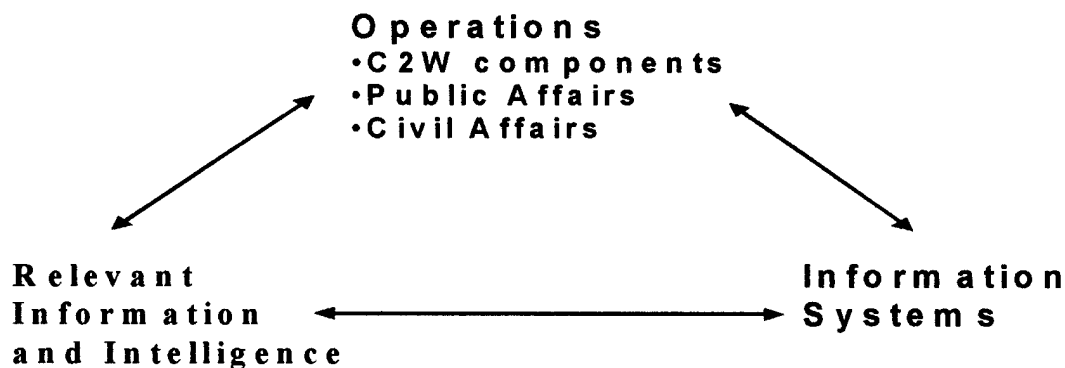 Operations
•C2W components
•Public Affairs
•Civil Affairs
Relevant
Information
and Intelligence
Information
Systems